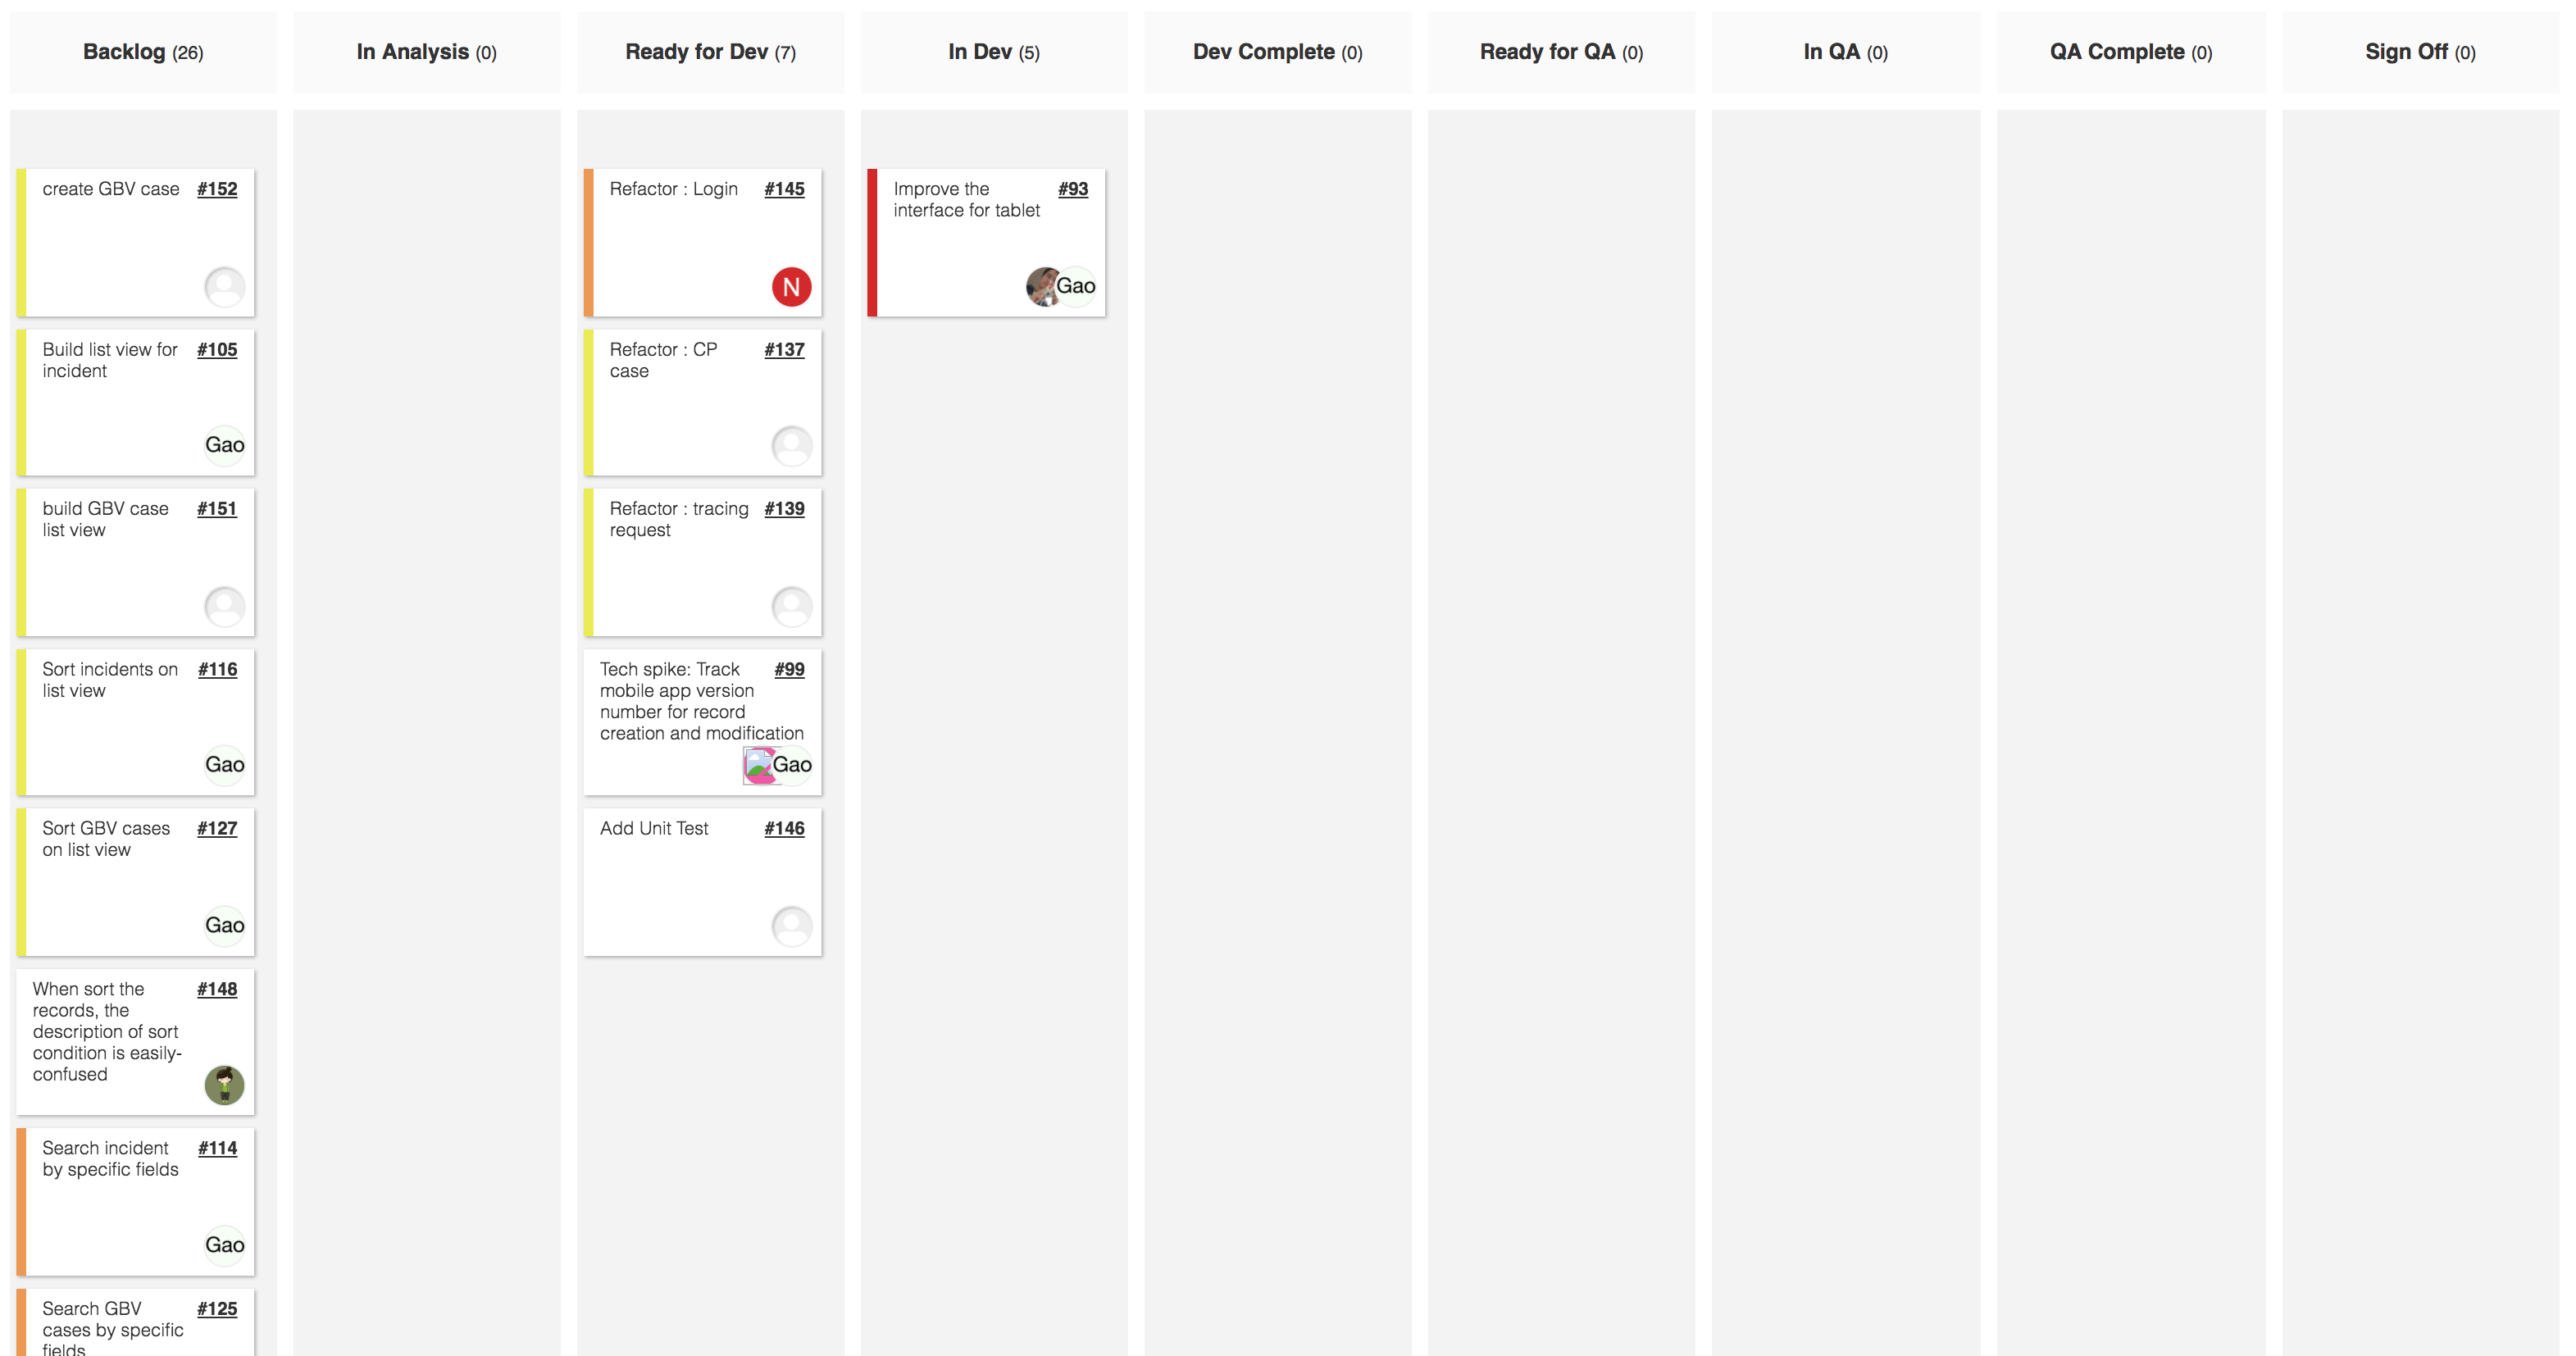 Backlog (26)
In Analysis (0)
Ready for Dev (7)
In Dev (5)
Dev Complete (0)
Ready for QA (0)
In QA (0)
QA Complete (0)
Sign Off (0)
create GBV case #152
Build list view for #105
incident
Gao
build GBV case #151
list view
Sort incidents on #116
list view
Gao
Sort GBV cases #127
on list view
Gao
When sort the #148
records, the
description of sort
condition is easily-
confused
Search incident #114
by specific fields
Gao
Search GBV #125
cases by specific
fields
Refactor : Login #145
N
Refactor : CP #137
case
Refactor : tracing #139
request
Tech spike: Track #99
mobile app version
number for record
creation and modification
Gao
Add Unit Test #146
Improve the #93
interface for tablet
Gao